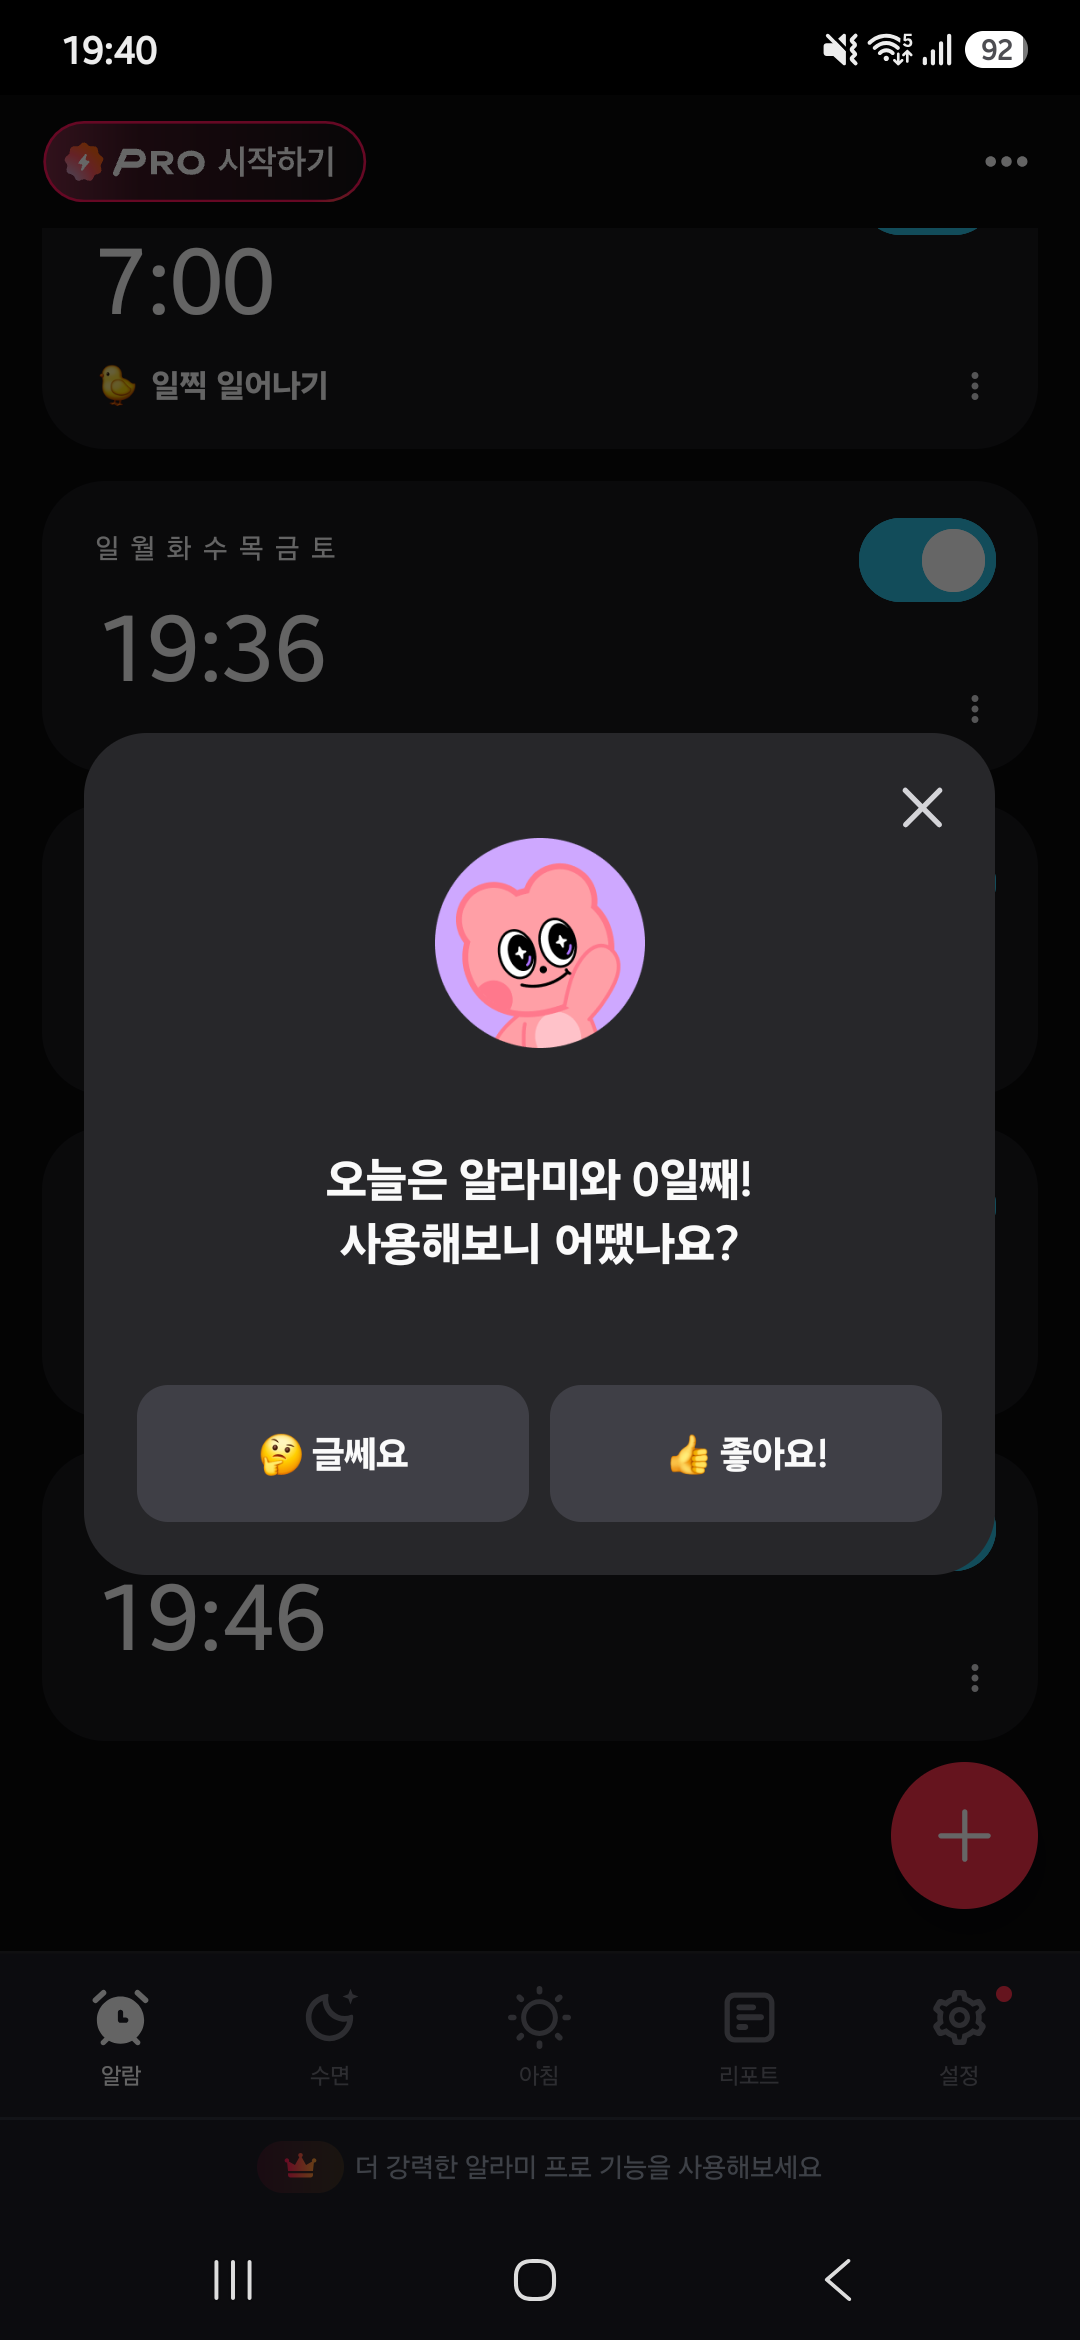 19:40
5
92
PRO 시작하기
7:00
🐤 일찍 일어나기
일 월 화 수 목 금 토
19:36
오늘은 알라미와 0일째!
사용해보니 어땠나요?
🤔 글쎄요
👍 좋아요!
19:46
알람
수면
아침
리포트
설정
더 강력한 알라미 프로 기능을 사용해보세요